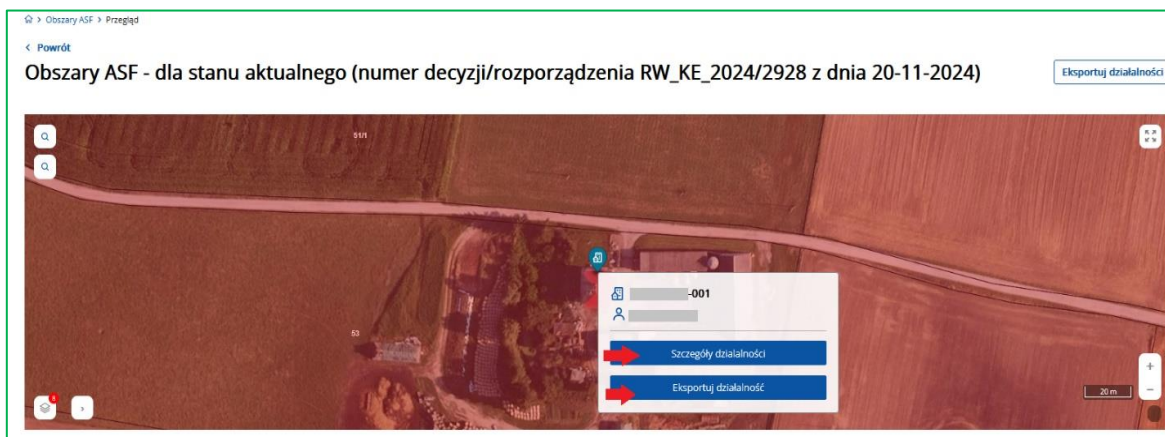 Obszary ASF > Przegląd
< Powrót
Obszary ASF - dla stanu aktualnego (numer decyzji/rozporządzenia RW_KE_2024/2928 z dnia 20-11-2024)
Eksportuj działalności
51/1
-001
53
Szczegóły działalności
Eksportuj działalność
+
20 m
-
6
>